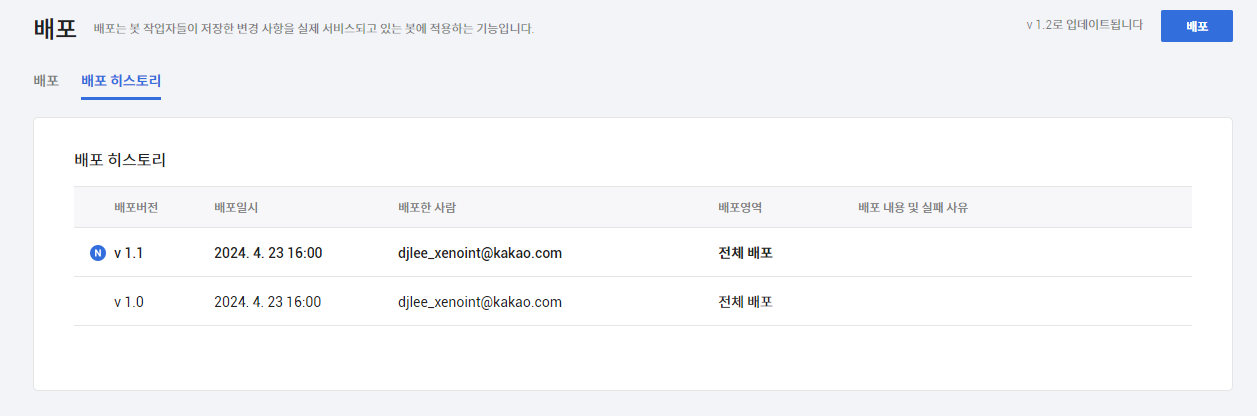 배포 배포는 봇 작업자들이 저장한 변경 사항을 실제 서비스되고 있는 봇에 적용하는 기능입니다. v 1.2로 업데이트됩니다 배포
배포 배포 히스토리
배포 히스토리
배포버전 배포일시 배포한 사람 배포영역 배포 내용 및 실패 사유
N v 1.1 2024. 4. 23 16:00 djlee_xenoint@kakao.com 전체 배포
v 1.0 2024. 4. 23 16:00 djlee_xenoint@kakao.com 전체 배포